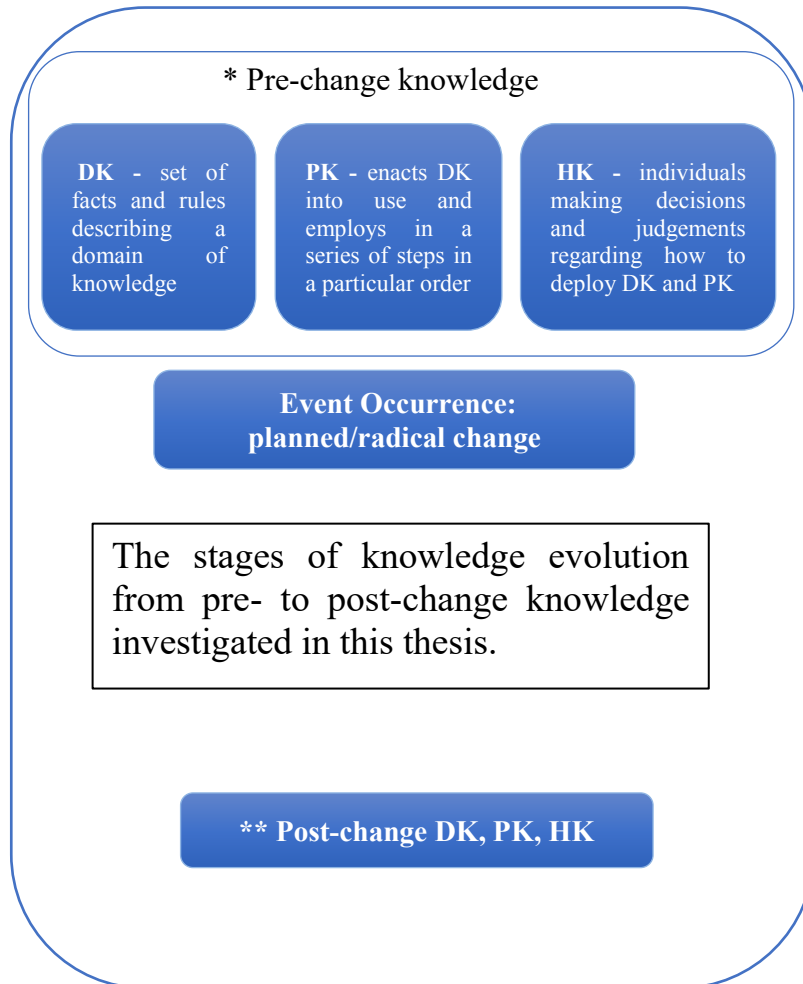 * Pre-change knowledge
DK - set of
facts and rules
describing a
domain of
knowledge
PK - enacts DK
into use and
employs in a
series of steps in
a particular order
HK - individuals
making decisions
and judgements
regarding how to
deploy DK and PK
Event Occurrence:
planned/radical change
The stages of knowledge evolution
from pre- to post-change knowledge
investigated in this thesis.
** Post-change DK, PK, HK